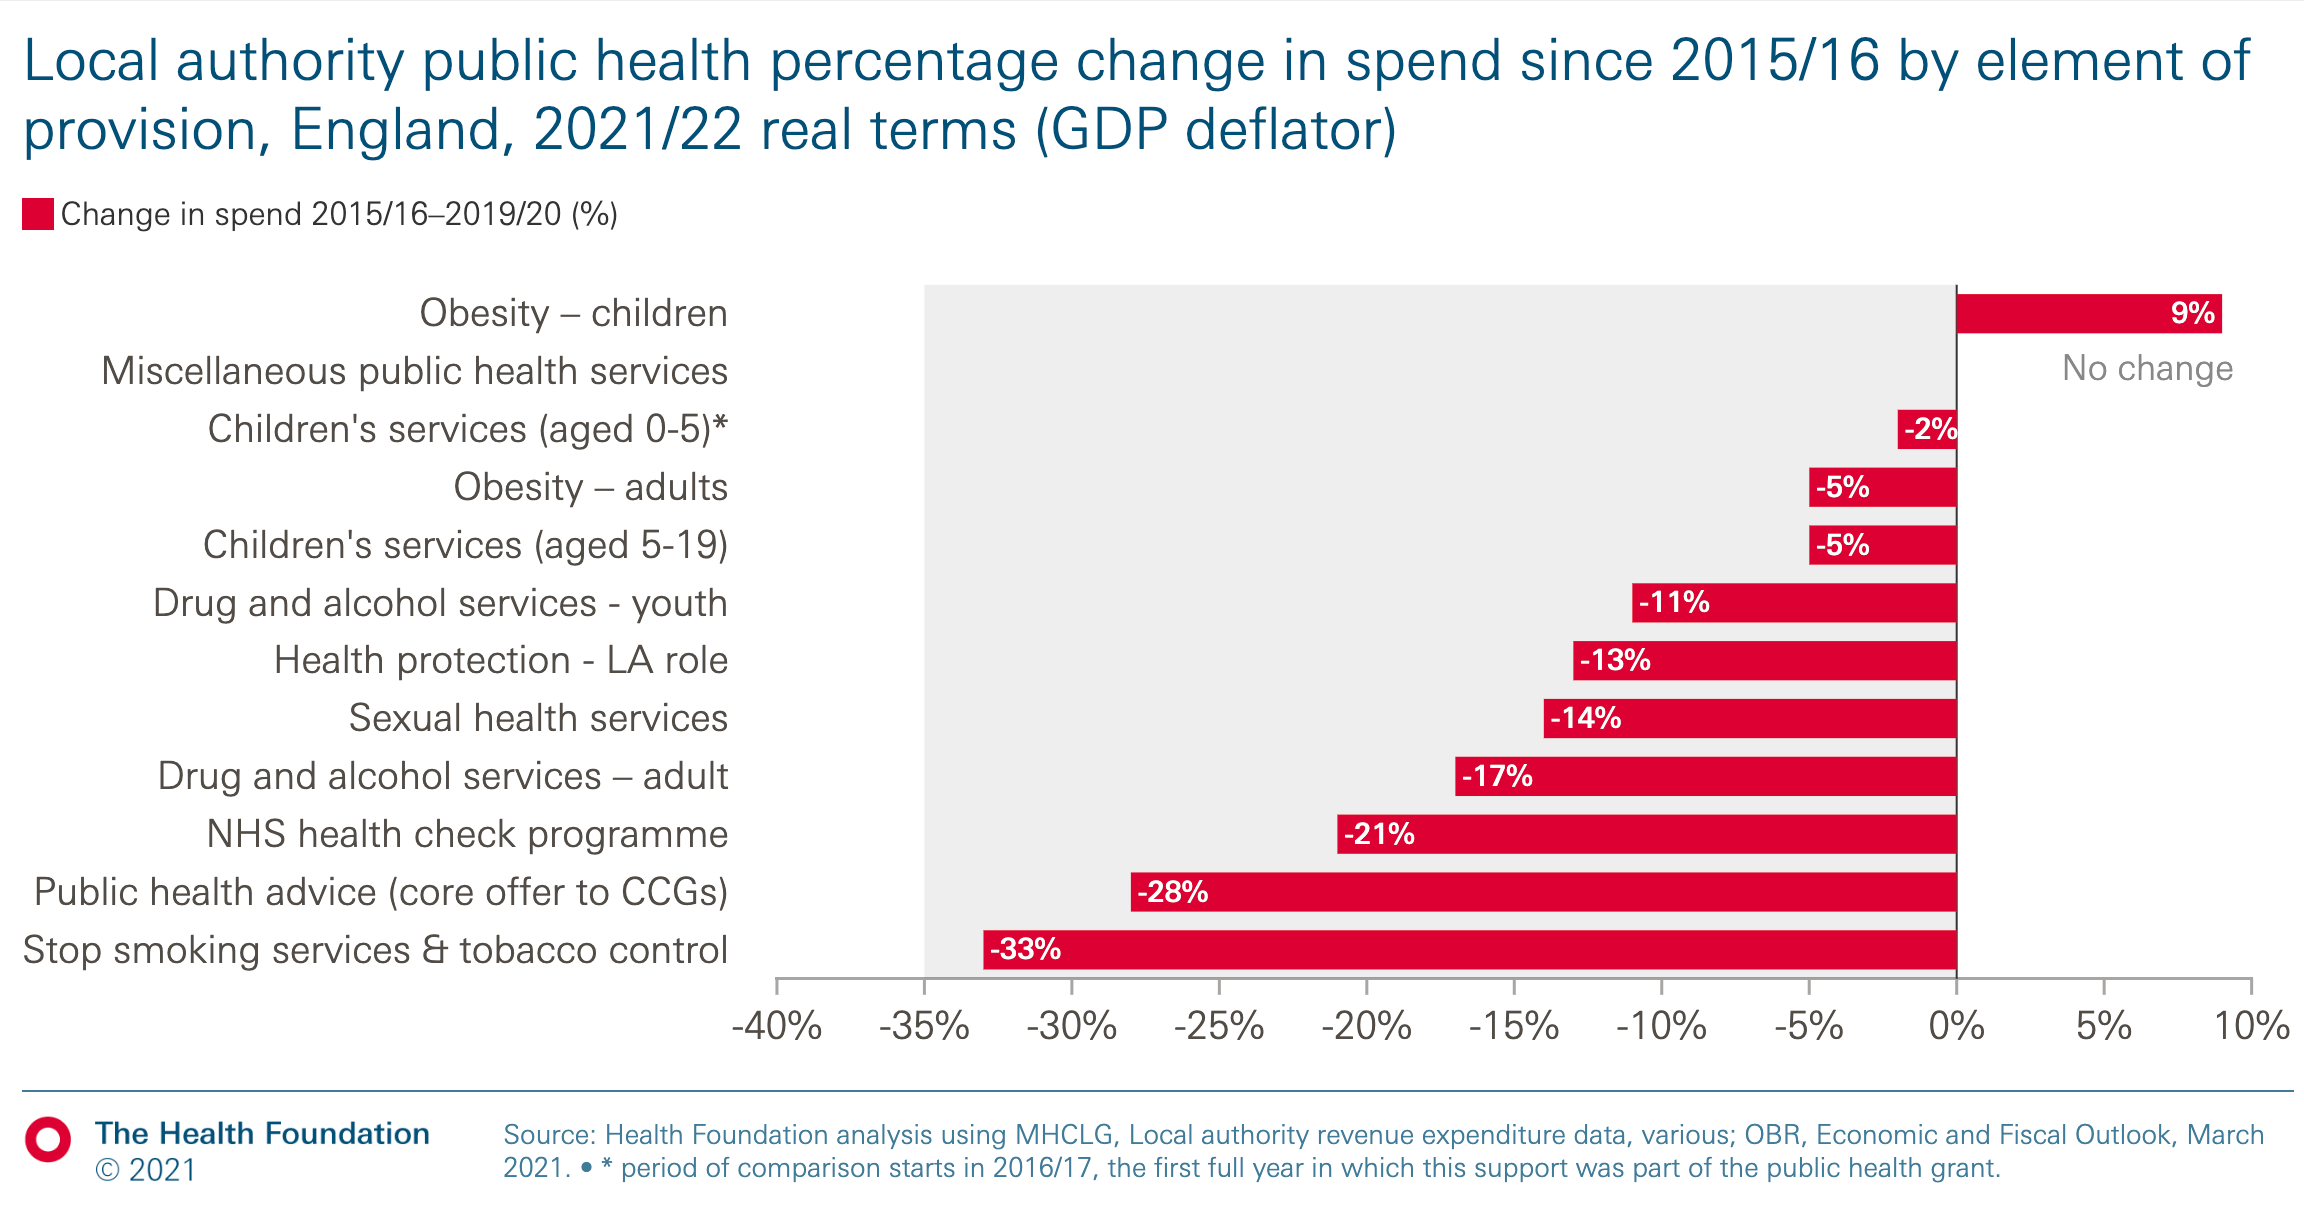 Local authority public health percentage change in spend since 2015/16 by element of
provision, England, 2021/22 real terms (GDP deflator)
Change in spend 2015/16–2019/20 (%)
Obesity – children
9%
Miscellaneous public health services
No change
Children's services (aged 0-5)*
-2%
Obesity – adults
-5%
Children's services (aged 5-19)
-5%
Drug and alcohol services - youth
-11%
Health protection - LA role
-13%
Sexual health services
-14%
Drug and alcohol services – adult
-17%
NHS health check programme
-21%
Public health advice (core offer to CCGs)
-28%
Stop smoking services & tobacco control
-33%
-40% -35% -30% -25% -20% -15% -10% -5% 0% 5% 10%
The Health Foundation
© 2021
Source: Health Foundation analysis using MHCLG, Local authority revenue expenditure data, various; OBR, Economic and Fiscal Outlook, March
2021. • * period of comparison starts in 2016/17, the first full year in which this support was part of the public health grant.